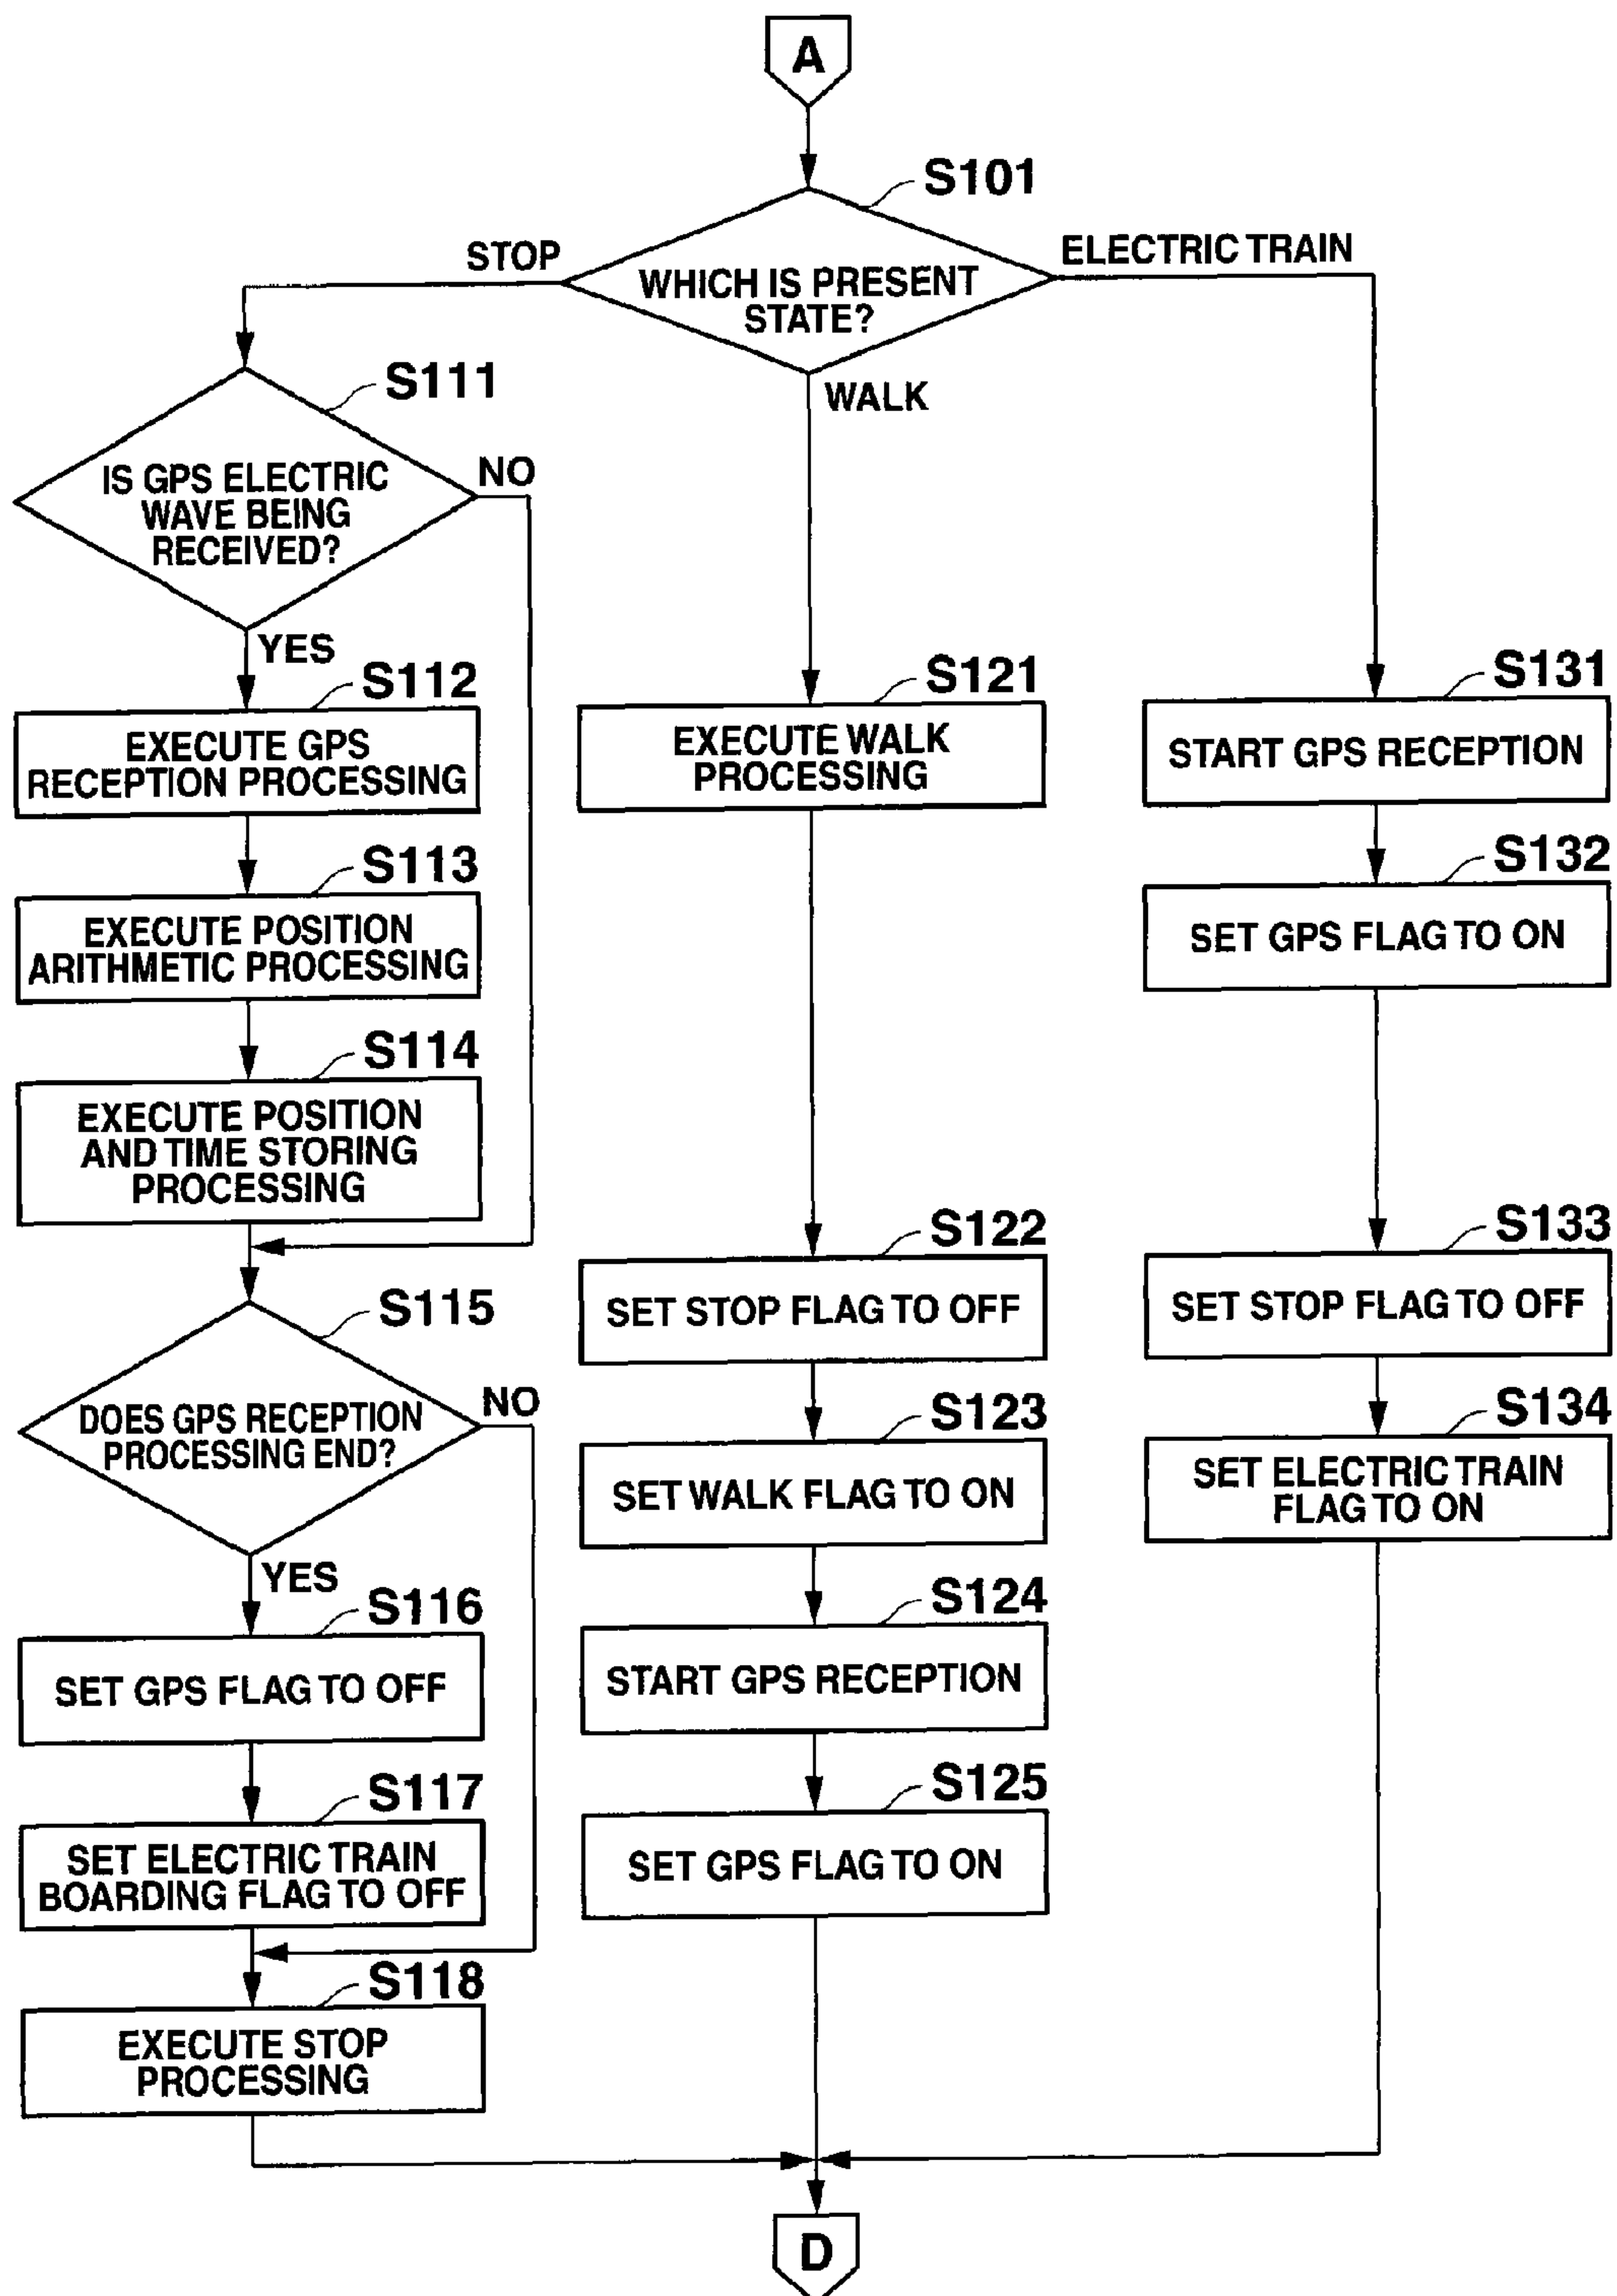 A
S101
STOP
ELECTRIC TRAIN
WHICH IS PRESENT
STATE?
WALK
S111
IS GPS ELECTRIC
WAVE BEING
RECEIVED?
NO
YES
S112
EXECUTE GPS
RECEPTION PROCESSING
S113
EXECUTE POSITION
ARITHMETIC PROCESSING
S114
EXECUTE POSITION
AND TIME STORING
PROCESSING
S115
DOES GPS RECEPTION
PROCESSING END?
NO
YES
S116
SET GPS FLAG TO OFF
S117
SET ELECTRIC TRAIN
BOARDING FLAG TO OFF
S118
EXECUTE STOP
PROCESSING
S121
EXECUTE WALK
PROCESSING
S122
SET STOP FLAG TO OFF
S123
SET WALK FLAG TO ON
S124
START GPS RECEPTION
S125
SET GPS FLAG TO ON
S131
START GPS RECEPTION
S132
SET GPS FLAG TO ON
S133
SET STOP FLAG TO OFF
S134
SET ELECTRIC TRAIN
FLAG TO ON
D